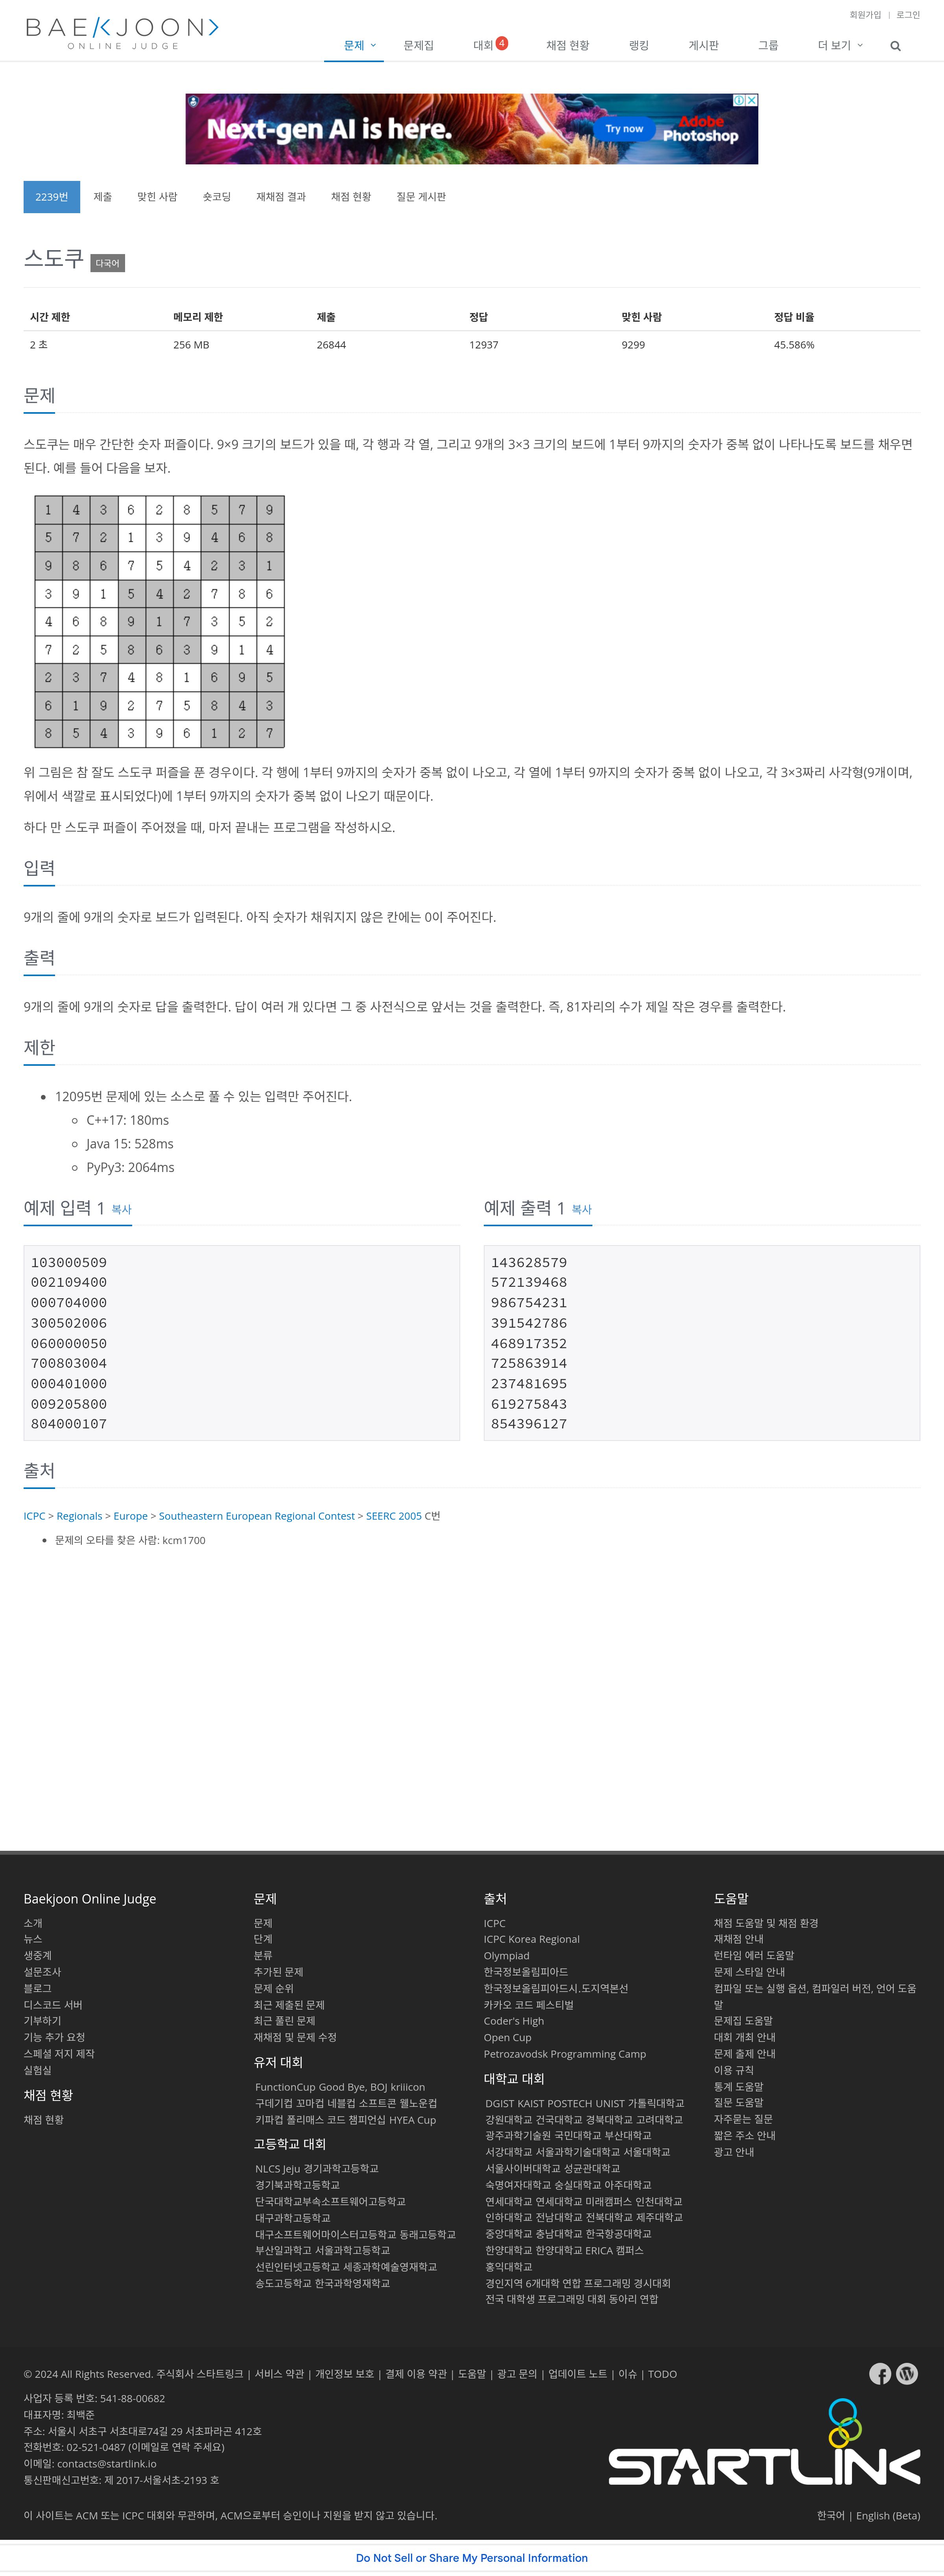 회원가입 | 로그인
BAEKJOON>
ONLINE JUDGE
문제 문제집 대회 4 채점 현황 랭킹 게시판 그룹 더 보기
Next-gen AI is here. Try now Adobe Photoshop
2239번 제출 맞힌 사람 숏코딩 재채점 결과 채점 현황 질문 게시판
스도쿠 다국어
시간 제한 메모리 제한 제출 정답 맞힌 사람 정답 비율
2 초 256 MB 26844 12937 9299 45.586%
문제
스도쿠는 매우 간단한 숫자 퍼즐이다. 9×9 크기의 보드가 있을 때, 각 행과 각 열, 그리고 9개의 3×3 크기의 보드에 1부터 9까지의 숫자가 중복 없이 나타나도록 보드를 채우면
된다. 예를 들어 다음을 보자.
1 4 3 6 2 8 5 7 9
5 7 2 1 3 9 4 6 8
9 8 6 7 5 4 2 3 1
3 9 1 5 4 2 7 8 6
4 6 8 9 1 7 3 5 2
7 2 5 8 6 3 9 1 4
2 3 7 4 8 1 6 9 5
6 1 9 2 7 5 8 4 3
8 5 4 3 9 6 1 2 7
위 그림은 참 잘도 스도쿠 퍼즐을 푼 경우이다. 각 행에 1부터 9까지의 숫자가 중복 없이 나오고, 각 열에 1부터 9까지의 숫자가 중복 없이 나오고, 각 3×3짜리 사각형(9개이며,
위에서 색깔로 표시되었다)에 1부터 9까지의 숫자가 중복 없이 나오기 때문이다.
하다 만 스도쿠 퍼즐이 주어졌을 때, 마저 끝내는 프로그램을 작성하시오.
입력
9개의 줄에 9개의 숫자로 보드가 입력된다. 아직 숫자가 채워지지 않은 칸에는 0이 주어진다.
출력
9개의 줄에 9개의 숫자로 답을 출력한다. 답이 여러 개 있다면 그 중 사전식으로 앞서는 것을 출력한다. 즉, 81자리의 수가 제일 작은 경우를 출력한다.
제한
• 12095번 문제에 있는 소스로 풀 수 있는 입력만 주어진다.
◦ C++17: 180ms
◦ Java 15: 528ms
◦ PyPy3: 2064ms
예제 입력 1 복사
103000509
002109400
000704000
300502006
060000050
700803004
000401000
009205800
804000107
예제 출력 1 복사
143628579
572139468
986754231
391542786
468917352
725863914
237481695
619275843
854396127
출처
ICPC > Regionals > Europe > Southeastern European Regional Contest > SEERC 2005 C번
• 문제의 오타를 찾은 사람: kcm1700
Baekjoon Online Judge
소개
뉴스
생중계
설문조사
블로그
디스코드 서버
기부하기
기능 추가 요청
스페셜 저지 제작
실험실
채점 현황
채점 현황
문제
문제
단계
분류
추가된 문제
문제 순위
최근 제출된 문제
최근 풀린 문제
재채점 및 문제 수정
유저 대회
FunctionCup Good Bye, BOJ kriiicon
구데기컵 꼬마컵 네블컵 소프트콘 웰노운컵
키파컵 폴리매스 코드 챔피언십 HYEA Cup
고등학교 대회
NLCS Jeju 경기과학고등학교
경기북과학고등학교
단국대학교부속소프트웨어고등학교
대구과학고등학교
대구소프트웨어마이스터고등학교 동래고등학교
부산일과학고 서울과학고등학교
선린인터넷고등학교 세종과학예술영재학교
송도고등학교 한국과학영재학교
출처
ICPC
ICPC Korea Regional
Olympiad
한국정보올림피아드
한국정보올림피아드시.도지역본선
카카오 코드 페스티벌
Coder's High
Open Cup
Petrozavodsk Programming Camp
대학교 대회
DGIST KAIST POSTECH UNIST 가톨릭대학교
강원대학교 건국대학교 경북대학교 고려대학교
광주과학기술원 국민대학교 부산대학교
서강대학교 서울과학기술대학교 서울대학교
서울사이버대학교 성균관대학교
숙명여자대학교 숭실대학교 아주대학교
연세대학교 연세대학교 미래캠퍼스 인천대학교
인하대학교 전남대학교 전북대학교 제주대학교
중앙대학교 충남대학교 한국항공대학교
한양대학교 한양대학교 ERICA 캠퍼스
홍익대학교
경인지역 6개대학 연합 프로그래밍 경시대회
전국 대학생 프로그래밍 대회 동아리 연합
도움말
채점 도움말 및 채점 환경
재채점 안내
런타임 에러 도움말
문제 스타일 안내
컴파일 또는 실행 옵션, 컴파일러 버전, 언어 도움
말
문제집 도움말
대회 개최 안내
문제 출제 안내
이용 규칙
통계 도움말
질문 도움말
자주묻는 질문
짧은 주소 안내
광고 안내
© 2024 All Rights Reserved. 주식회사 스타트링크 | 서비스 약관 | 개인정보 보호 | 결제 이용 약관 | 도움말 | 광고 문의 | 업데이트 노트 | 이슈 | TODO
사업자 등록 번호: 541-88-00682
대표자명: 최백준
주소: 서울시 서초구 서초대로74길 29 서초파라곤 412호
전화번호: 02-521-0487 (이메일로 연락 주세요)
이메일: contacts@startlink.io
통신판매신고번호: 제 2017-서울서초-2193 호
STARTLINK
이 사이트는 ACM 또는 ICPC 대회와 무관하며, ACM으로부터 승인이나 지원을 받지 않고 있습니다.
한국어 | English (Beta)
Do Not Sell or Share My Personal Information